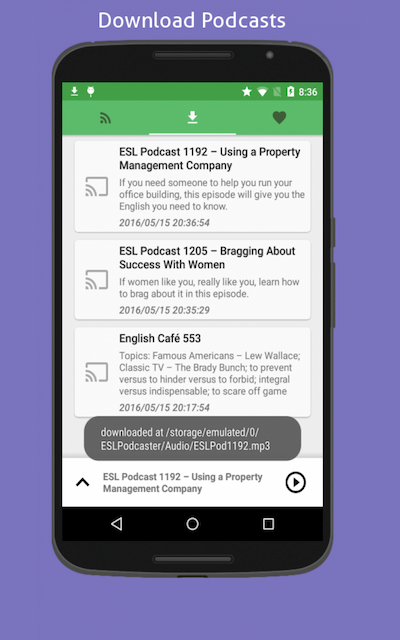 Download Podcasts
8:36
ESL Podcast 1192 – Using a Property
Management Company
If you need someone to help you run your
office building, this episode will give you the
English you need to know.
2016/05/15 20:36:54
ESL Podcast 1205 – Bragging About
Success With Women
If women like you, really like you, learn how
to brag about it in this episode.
2016/05/15 20:35:29
English Café 553
Topics: Famous Americans – Lew Wallace;
Classic TV – The Brady Bunch; to prevent
versus to hinder versus to forbid; integral
versus indispensable; to scare off game
2016/05/15 20:17:54
downloaded at /storage/emulated/0/
ESLPodcaster/Audio/ESLPod1192.mp3
ESL Podcast 1192 – Using a Property
Management Company